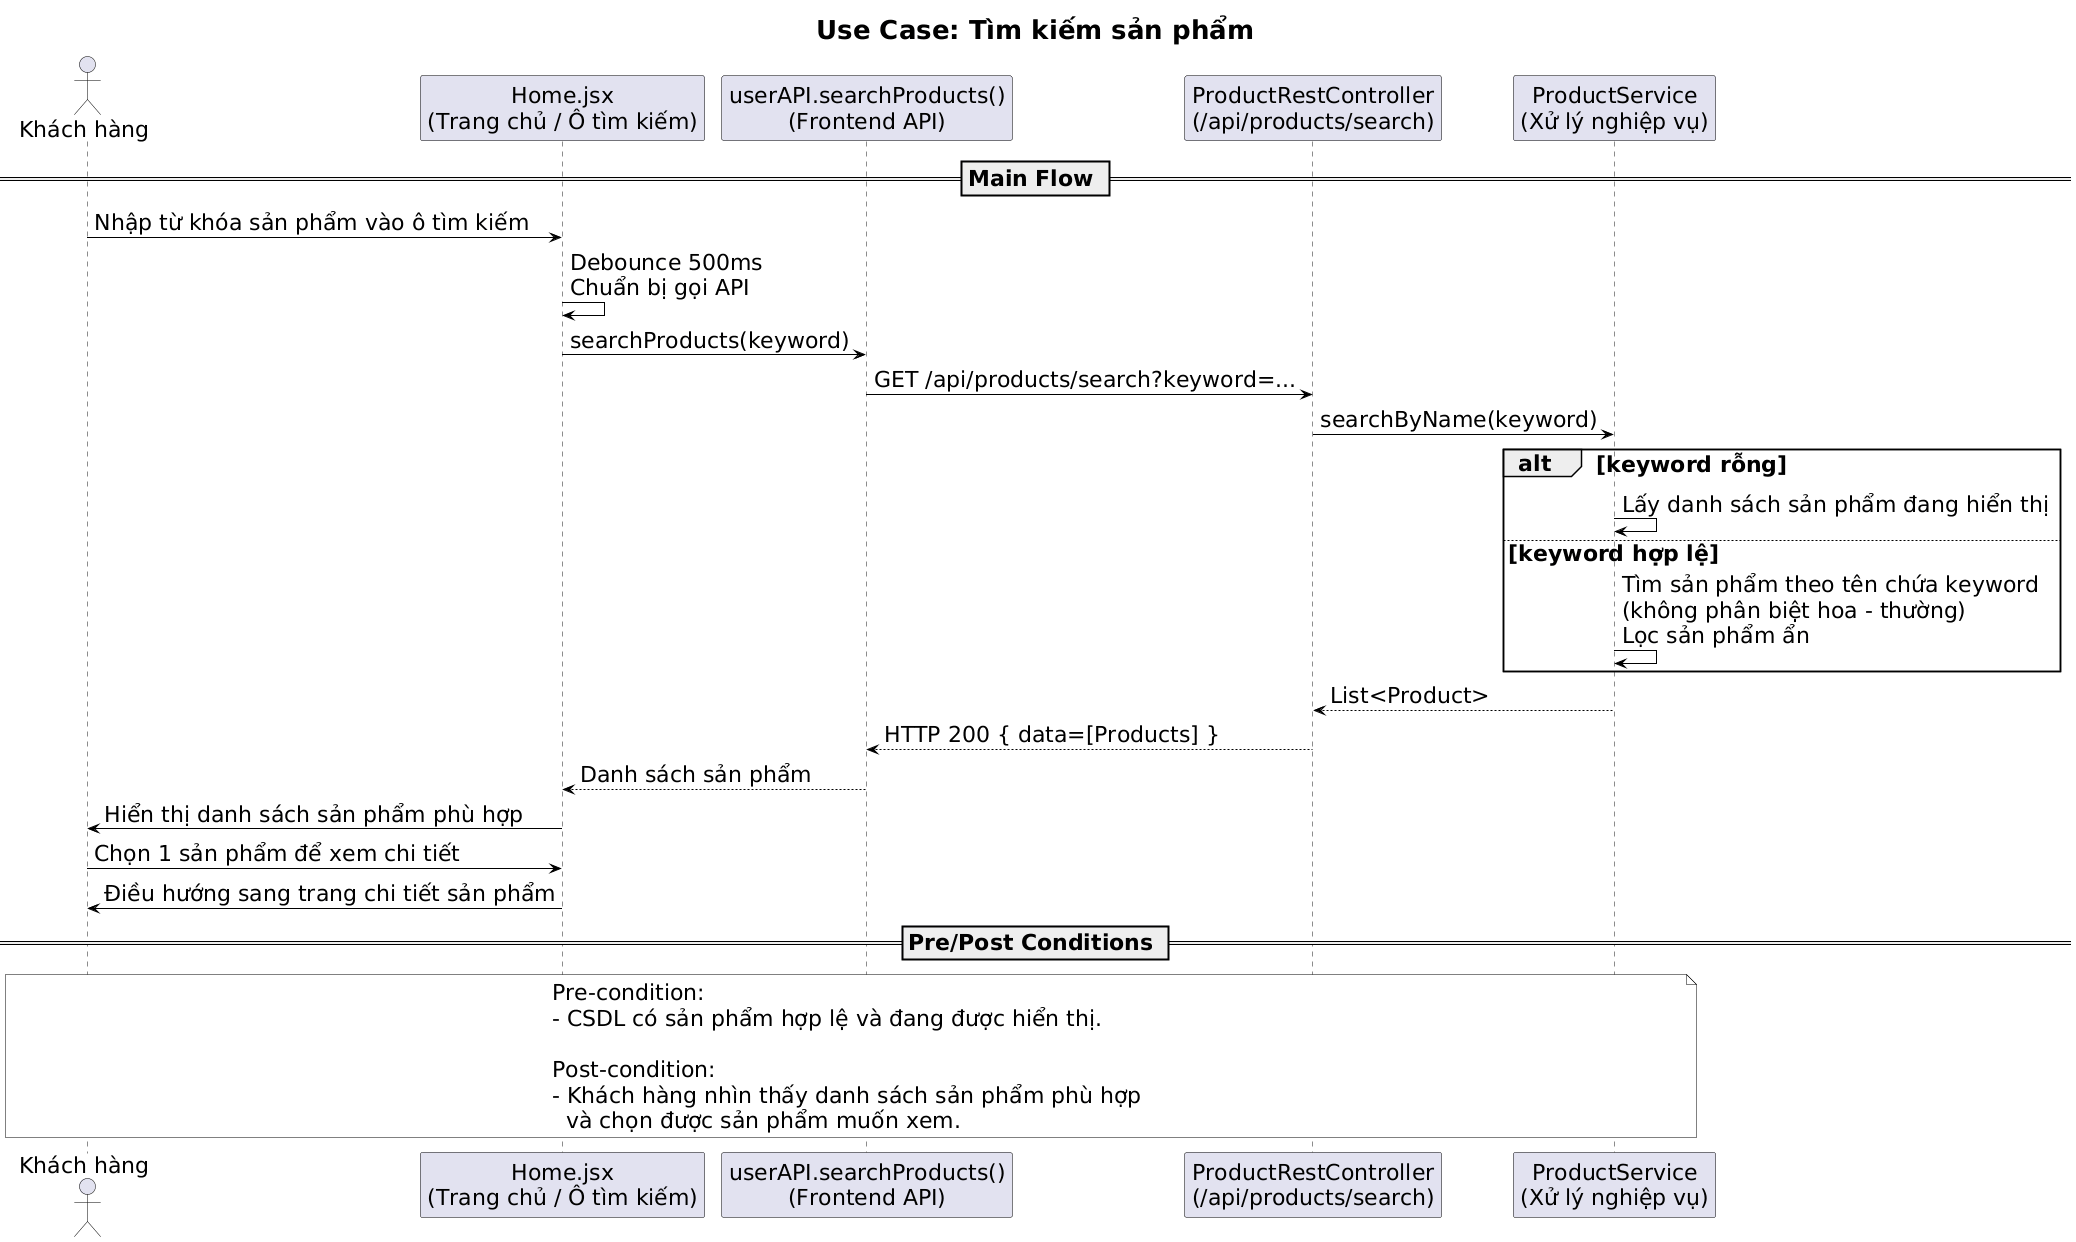 Use Case: Tìm kiếm sản phẩm
Khách hàng
Home.jsx
(Trang chủ / Ô tìm kiếm)
userAPI.searchProducts()
(Frontend API)
ProductRestController
(/api/products/search)
ProductService
(Xử lý nghiệp vụ)
Main Flow
Nhập từ khóa sản phẩm vào ô tìm kiếm
Debounce 500ms
Chuẩn bị gọi API
searchProducts(keyword)
GET /api/products/search?keyword=...
searchByName(keyword)
alt [keyword rỗng]
Lấy danh sách sản phẩm đang hiển thị
[keyword hợp lệ]
Tìm sản phẩm theo tên chứa keyword
(không phân biệt hoa - thường)
Lọc sản phẩm ẩn
List<Product>
HTTP 200 { data=[Products] }
Danh sách sản phẩm
Hiển thị danh sách sản phẩm phù hợp
Chọn 1 sản phẩm để xem chi tiết
Điều hướng sang trang chi tiết sản phẩm
Pre/Post Conditions
Pre-condition:
- CSDL có sản phẩm hợp lệ và đang được hiển thị.
Post-condition:
- Khách hàng nhìn thấy danh sách sản phẩm phù hợp
và chọn được sản phẩm muốn xem.
Khách hàng
Home.jsx
(Trang chủ / Ô tìm kiếm)
userAPI.searchProducts()
(Frontend API)
ProductRestController
(/api/products/search)
ProductService
(Xử lý nghiệp vụ)